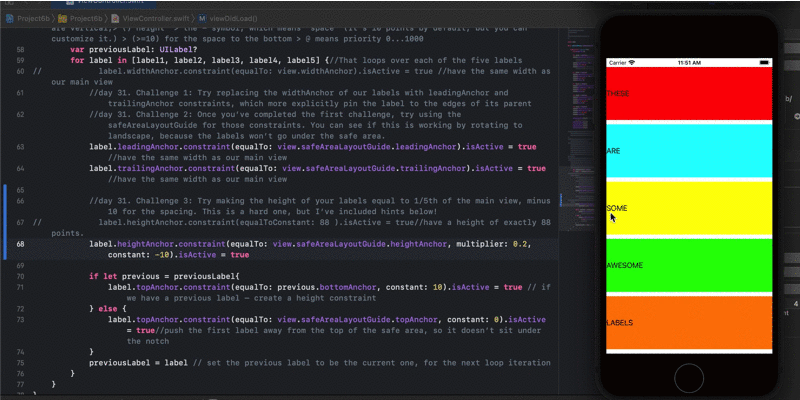 ViewController.swift
Project6b Project6b ViewController.swift viewDidLoad()
customize it.) > (>=10) for the space to the bottom > @ means priority 0...1000
58 var previousLabel: UILabel?
59 for label in [label1, label2, label3, label4, label5] {//That loops over each of the five labels
60 // label.widthAnchor.constraint(equalTo: view.widthAnchor).isActive = true //have the same width as
our main view
61 //day 31. Challenge 1: Try replacing the widthAnchor of our labels with leadingAnchor and
trailingAnchor constraints, which more explicitly pin the label to the edges of its parent
62 //day 31. Challenge 2: Once you've completed the first challenge, try using the
safeAreaLayoutGuide for those constraints. You can see if this is working by rotating to
landscape, because the labels won't go under the safe area.
63 label.leadingAnchor.constraint(equalTo: view.safeAreaLayoutGuide.leadingAnchor).isActive = true
//have the same width as our main view
64 label.trailingAnchor.constraint(equalTo: view.safeAreaLayoutGuide.trailingAnchor).isActive = true
//have the same width as our main view
65
66 //day 31. Challenge 3: Try making the height of your labels equal to 1/5th of the main view, minus
10 for the spacing. This is a hard one, but I've included hints below!
67 // label.heightAnchor.constraint(equalToConstant: 88 ).isActive = true//have a height of exactly 88
points.
68 label.heightAnchor.constraint(equalTo: view.safeAreaLayoutGuide.heightAnchor, multiplier: 0.2,
constant: -10).isActive = true
69
70 if let previous = previousLabel{
71 label.topAnchor.constraint(equalTo: previous.bottomAnchor, constant: 10).isActive = true // if
we have a previous label – create a height constraint
72 } else {
73 label.topAnchor.constraint(equalTo: view.safeAreaLayoutGuide.topAnchor, constant: 0).isActive
= true//push the first label away from the top of the safe area, so it doesn't sit under
the notch
74 }
75 previousLabel = label // set the previous label to be the current one, for the next loop iteration
76 }
77 }
Carrier 11:51 AM
THESE
ARE
SOME
AWESOME
LABELS
b/